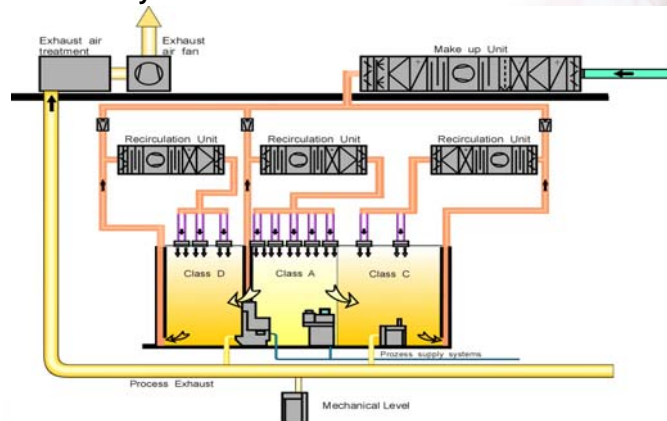 Exhaust air
treatment
Exhaust
air fan
Make up Unit
Recirculation Unit
Recirculation Unit
Recirculation Unit
Class D
Class A
Class C
Prozess supply systems
Process Exhaust
Mechanical Level